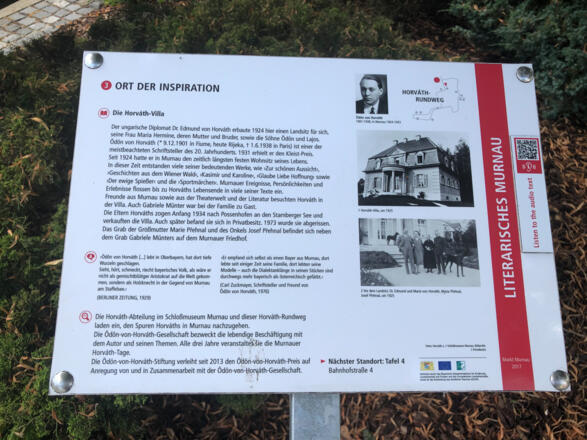 3 ORT DER INSPIRATION
Die Horváth-Villa
Der ungarische Diplomat Dr. Edmund von Horváth erbaute 1924 hier einen Landsitz für sich,
seine Frau Maria Hermine, deren Mutter und Bruder, sowie die Söhne Ödön und Lajos.
Ödön von Horváth (* 9.12.1901 in Fiume, heute Rijeka, † 1.6.1938 in Paris) ist einer der
meistbeachteten Schriftsteller des 20. Jahrhunderts, 1931 erhielt er den Kleist-Preis.
Seit 1924 hatte er in Murnau den zeitlich längsten festen Wohnsitz seines Lebens.
In dieser Zeit entstanden viele seiner bedeutenden Werke, wie ›Zur schönen Aussicht‹,
›Geschichten aus dem Wiener Wald‹, ›Kasimir und Karoline‹, ›Glaube Liebe Hoffnung‹ sowie
›Der ewige Spießer‹ und die ›Sportmärchen‹. Murnauer Ereignisse, Persönlichkeiten und
Erlebnisse flossen bis zu Horváths Lebensende in viele seiner Texte ein.
Freunde aus Murnau sowie aus der Theaterwelt und der Literatur besuchten Horváth in
der Villa. Auch Gabriele Münter war bei der Familie zu Gast.
Die Eltern Horváths zogen Anfang 1934 nach Possenhofen an den Starnberger See und
verkauften die Villa. Auch später befand sie sich in Privatbesitz. 1973 wurde sie abgerissen.
Das Grab der Großmutter Marie Přehnal und des Onkels Josef Přehnal befindet sich neben
dem Grab Gabriele Münters auf dem Murnauer Friedhof.
›Ödön von Horváth [...] lebt in Oberbayern, hat dort tiefe
Wurzeln geschlagen.
Sieht, hört, schmeckt, riecht bayerisches Volk, als wäre er
nicht als gemischtblütiger Aristokrat auf die Welt gekom-
men, sondern als Holzknecht in der Gegend von Murnau
am Staffelsee.‹
(BERLINER ZEITUNG, 1929)
›Er empfand sich selbst als einen Bayer aus Murnau, dort
lebte seit einiger Zeit seine Familie, dort lebten seine
Modelle – auch die Dialektanklänge in seinen Stücken sind
durchwegs mehr bayerisch als österreichisch gefärbt.‹
(Carl Zuckmayer, Schriftsteller und Freund von
Ödön von Horváth, 1976)
Die Horváth-Abteilung im Schloßmuseum Murnau und dieser Horváth-Rundweg
laden ein, den Spuren Horváths in Murnau nachzugehen.
Die Ödön-von-Horváth-Gesellschaft bezweckt die lebendige Beschäftigung mit
dem Autor und seinen Themen. Alle drei Jahre veranstaltet sie die Murnauer
Horváth-Tage.
Die Ödön-von-Horváth-Stiftung verleiht seit 2013 den Ödön-von-Horváth-Preis auf
Anregung von und in Zusammenarbeit mit der Ödön-von-Horváth-Gesellschaft.
► Nächster Standort: Tafel 4
Bahnhofstraße 4
Ödön von Horváth
HORVÁTH-
RUNDWEG
1 Horváth-Villa, um 1925
LITERARISCHES MURNAU
Markt Murnau
2017
Listen to the audio text